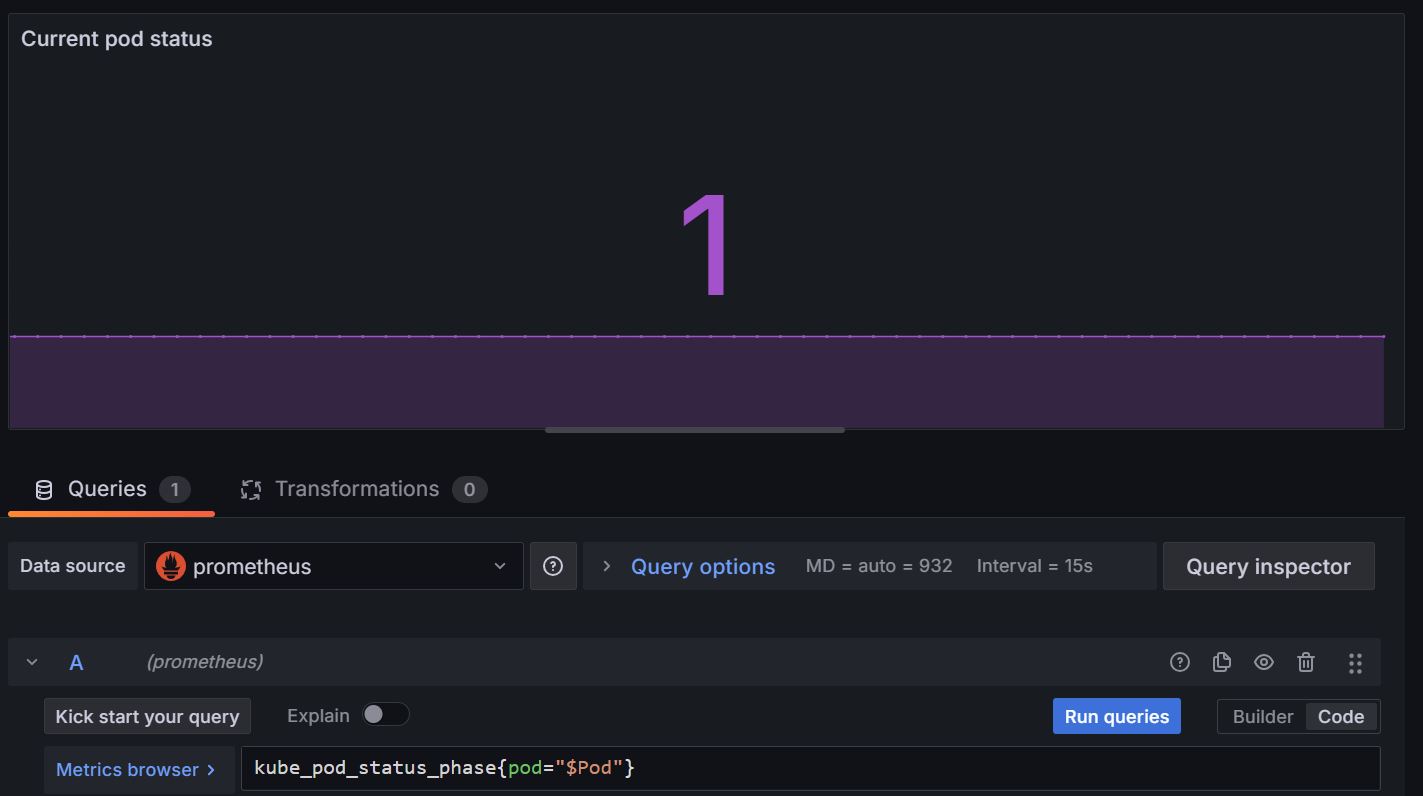 Current pod status
1
Queries 1 Transformations 0
Data source prometheus Query options MD = auto = 932 Interval = 15s Query inspector
A (prometheus)
Kick start your query Explain Run queries Builder Code
Metrics browser > kube_pod_status_phase{pod="$Pod"}